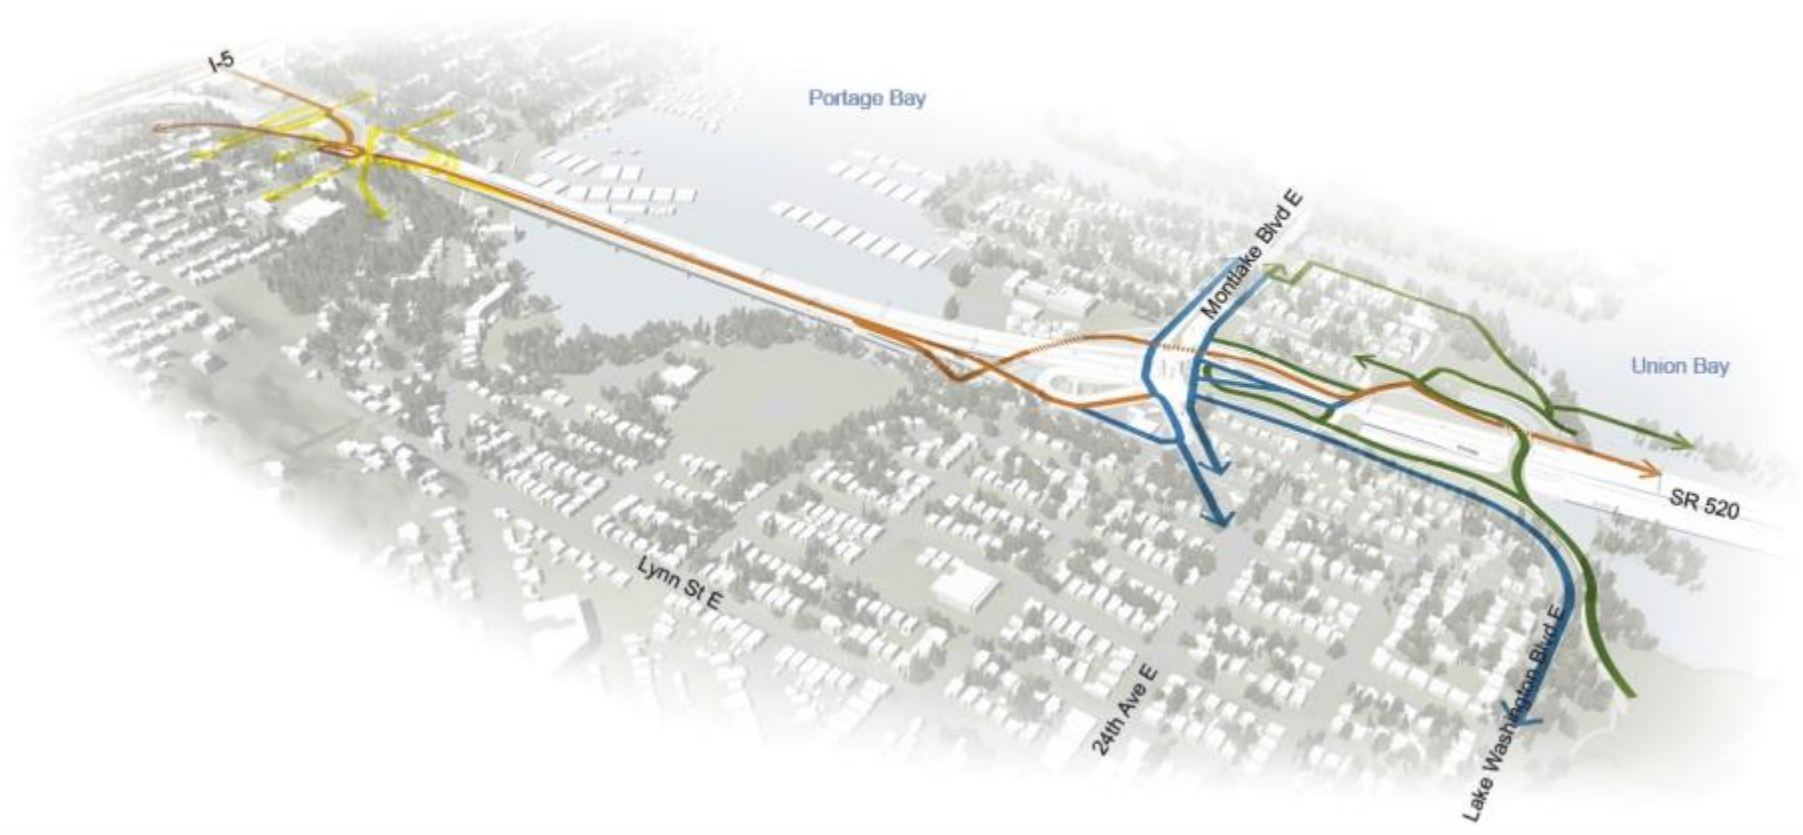 I-5
Portage Bay
Montlake Blvd E
Union Bay
SR 520
Lynn St E
24th Ave E
Lake Washington Blvd E